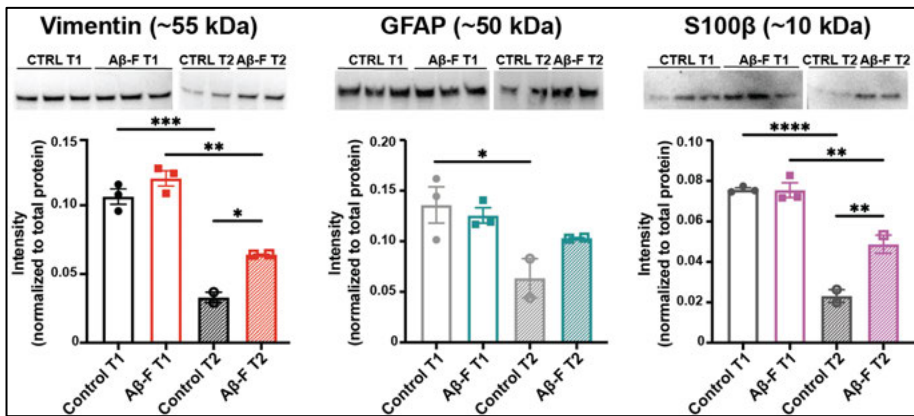 Vimentin (~55 kDa)
CTRL T1 Aβ-F T1 CTRL T2 Aβ-F T2
***
**
*
Intensity
(normalized to total protein)
0.15
0.10
0.05
0.00
Control T1
Aβ-F T1
Control T2
Aβ-F T2
GFAP (~50 kDa)
CTRL T1 Aβ-F T1 CTRL T2 Aβ-F T2
*
Intensity
(normalized to total protein)
0.20
0.15
0.10
0.05
0.00
Control T1
Aβ-F T1
Control T2
Aβ-F T2
S100β (~10 kDa)
CTRL T1 Aβ-F T1 CTRL T2 Aβ-F T2
****
**
**
Intensity
(normalized to total protein)
0.10
0.08
0.06
0.04
0.02
0.00
Control T1
Aβ-F T1
Control T2
Aβ-F T2